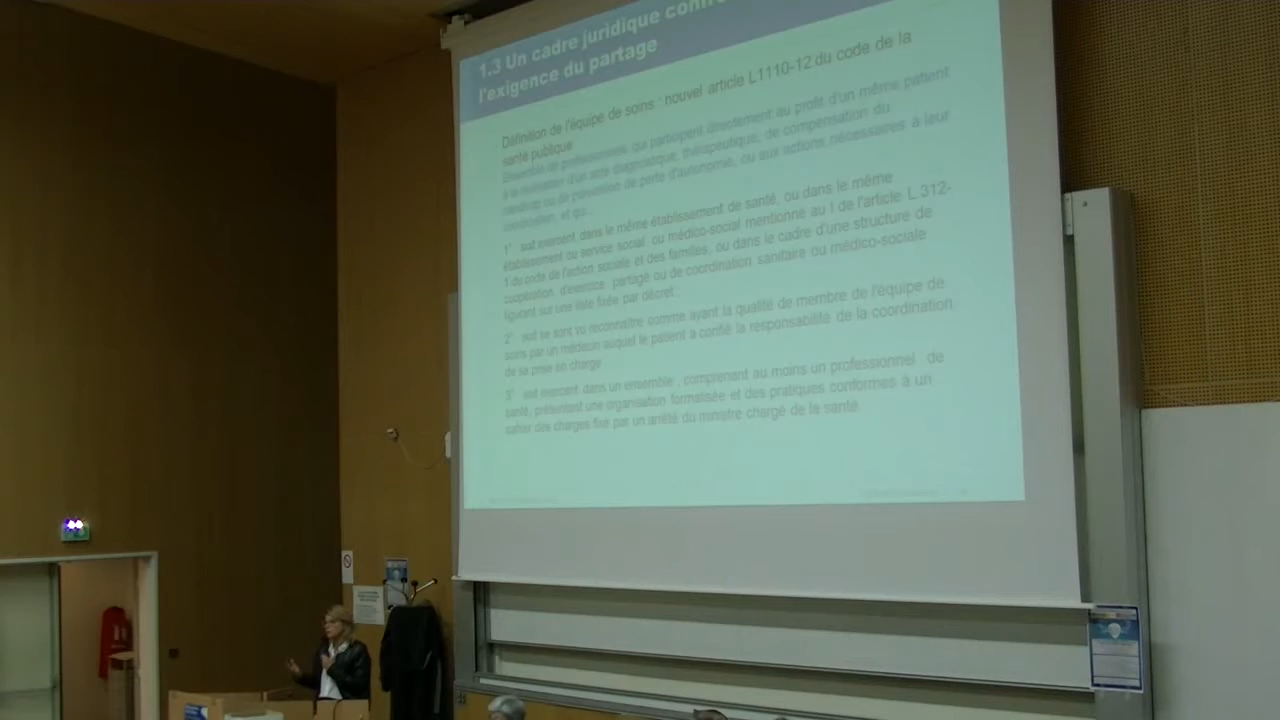 1.3 Un cadre juridique
l'exigence du partage
Définition de l'équipe de soins : nouvel article L1110-12 du code de la
santé publique
Ensemble de professionnels qui participent directement au profit d'un même patient
à la réalisation d'un acte diagnostique, thérapeutique, de compensation du
handicap ou de prévention de perte d'autonomie, ou aux actions nécessaires à leur
coordination, et qui...
1° soit exercent dans le même établissement de santé, ou dans le même
établissement ou service social ou médico-social mentionné au I de l'article L.312-
1 du code de l'action sociale et des familles, ou dans le cadre d'une structure de
coopération, d'exercice partagé ou de coordination sanitaire ou médico-sociale
figurant sur une liste fixée par décret ;
2° soit se sont vu reconnaître comme ayant la qualité de membre de l'équipe de
soins par un médecin auquel le patient a confié la responsabilité de la coordination
de sa prise en charge
3° soit exercent dans un ensemble , comprenant au moins un professionnel de
santé, présentant une organisation formalisée et des pratiques conformes à un
cahier des charges fixé par un arrêté du ministre chargé de la santé.